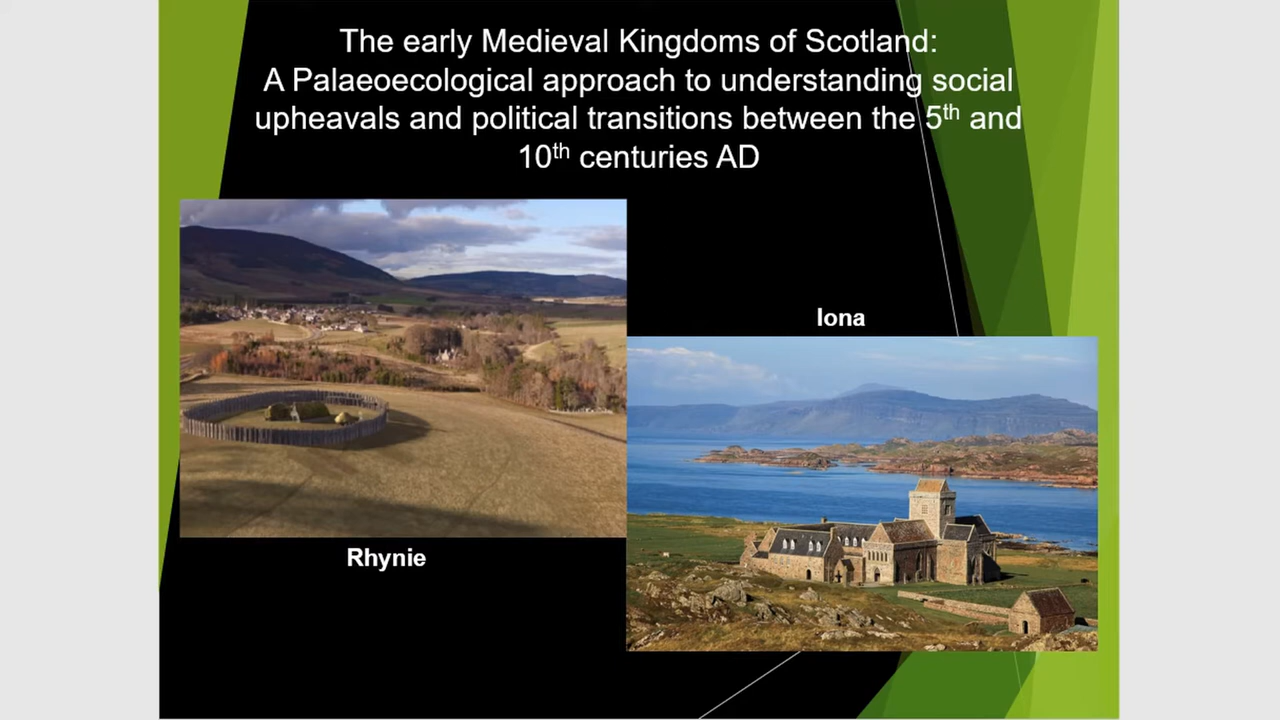 The early Medieval Kingdoms of Scotland:
A Palaeoecological approach to understanding social
upheavals and political transitions between the 5th and
10th centuries AD
Iona
Rhynie